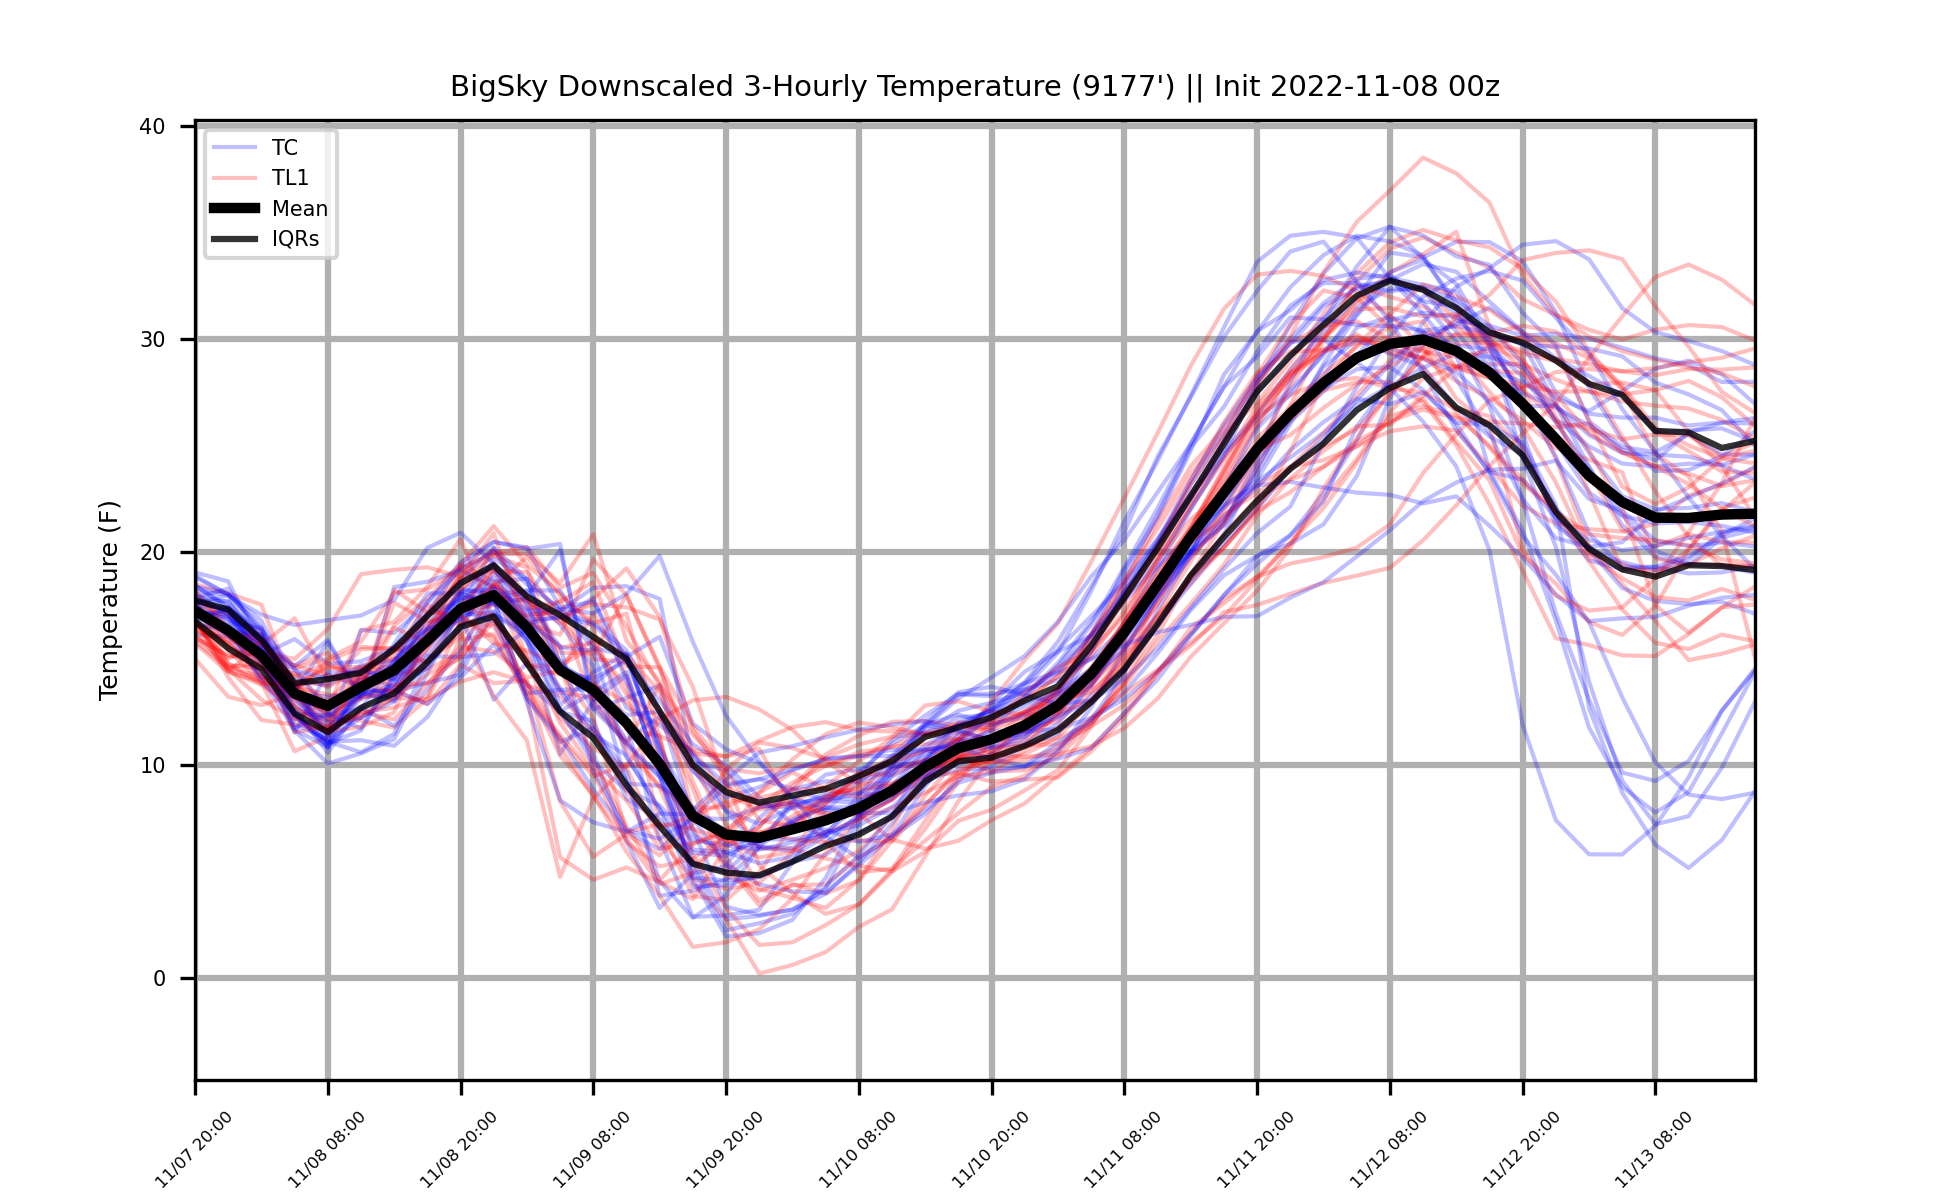 BigSky Downscaled 3-Hourly Temperature (9177') || Init 2022-11-08 00z
TC
TL1
Mean
IQRs
Temperature (F)
40
30
20
10
0
11/07 20:00
11/08 08:00
11/08 20:00
11/09 08:00
11/09 20:00
11/10 08:00
11/10 20:00
11/11 08:00
11/11 20:00
11/12 08:00
11/12 20:00
11/13 08:00